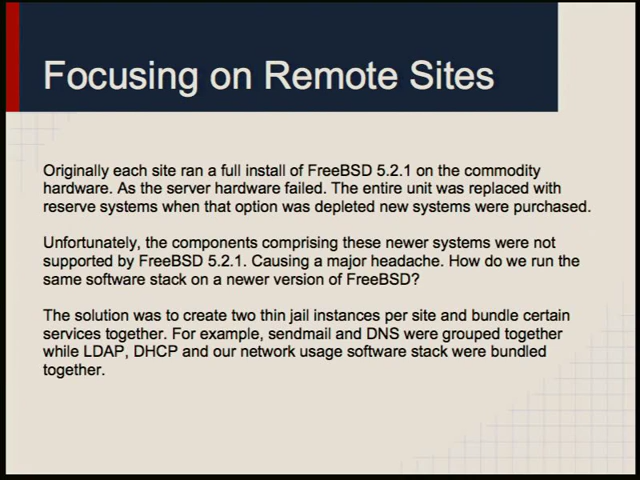 Focusing on Remote Sites
Originally each site ran a full install of FreeBSD 5.2.1 on the commodity
hardware. As the server hardware failed. The entire unit was replaced with
reserve systems when that option was depleted new systems were purchased.
Unfortunately, the components comprising these newer systems were not
supported by FreeBSD 5.2.1. Causing a major headache. How do we run the
same software stack on a newer version of FreeBSD?
The solution was to create two thin jail instances per site and bundle certain
services together. For example, sendmail and DNS were grouped together
while LDAP, DHCP and our network usage software stack were bundled
together.